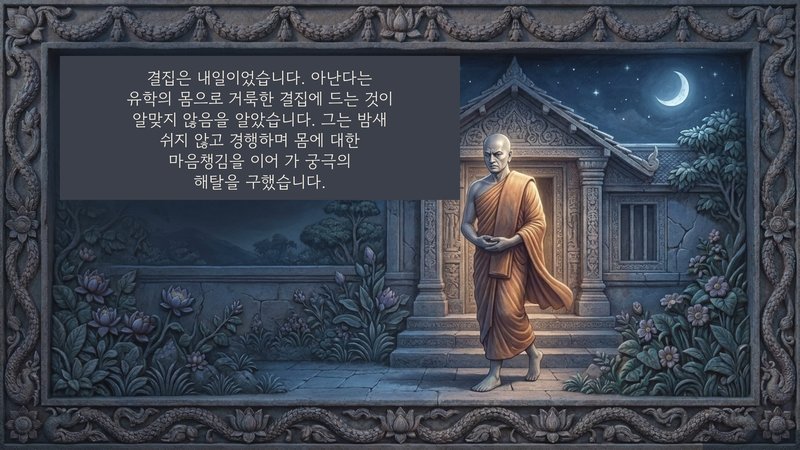 결집은 내일이었습니다. 아난다는
유학의 몸으로 거룩한 결집에 드는 것이
알맞지 않음을 알았습니다. 그는 밤새
쉬지 않고 경행하며 몸에 대한
마음챙김을 이어 가 궁극의
해탈을 구했습니다.